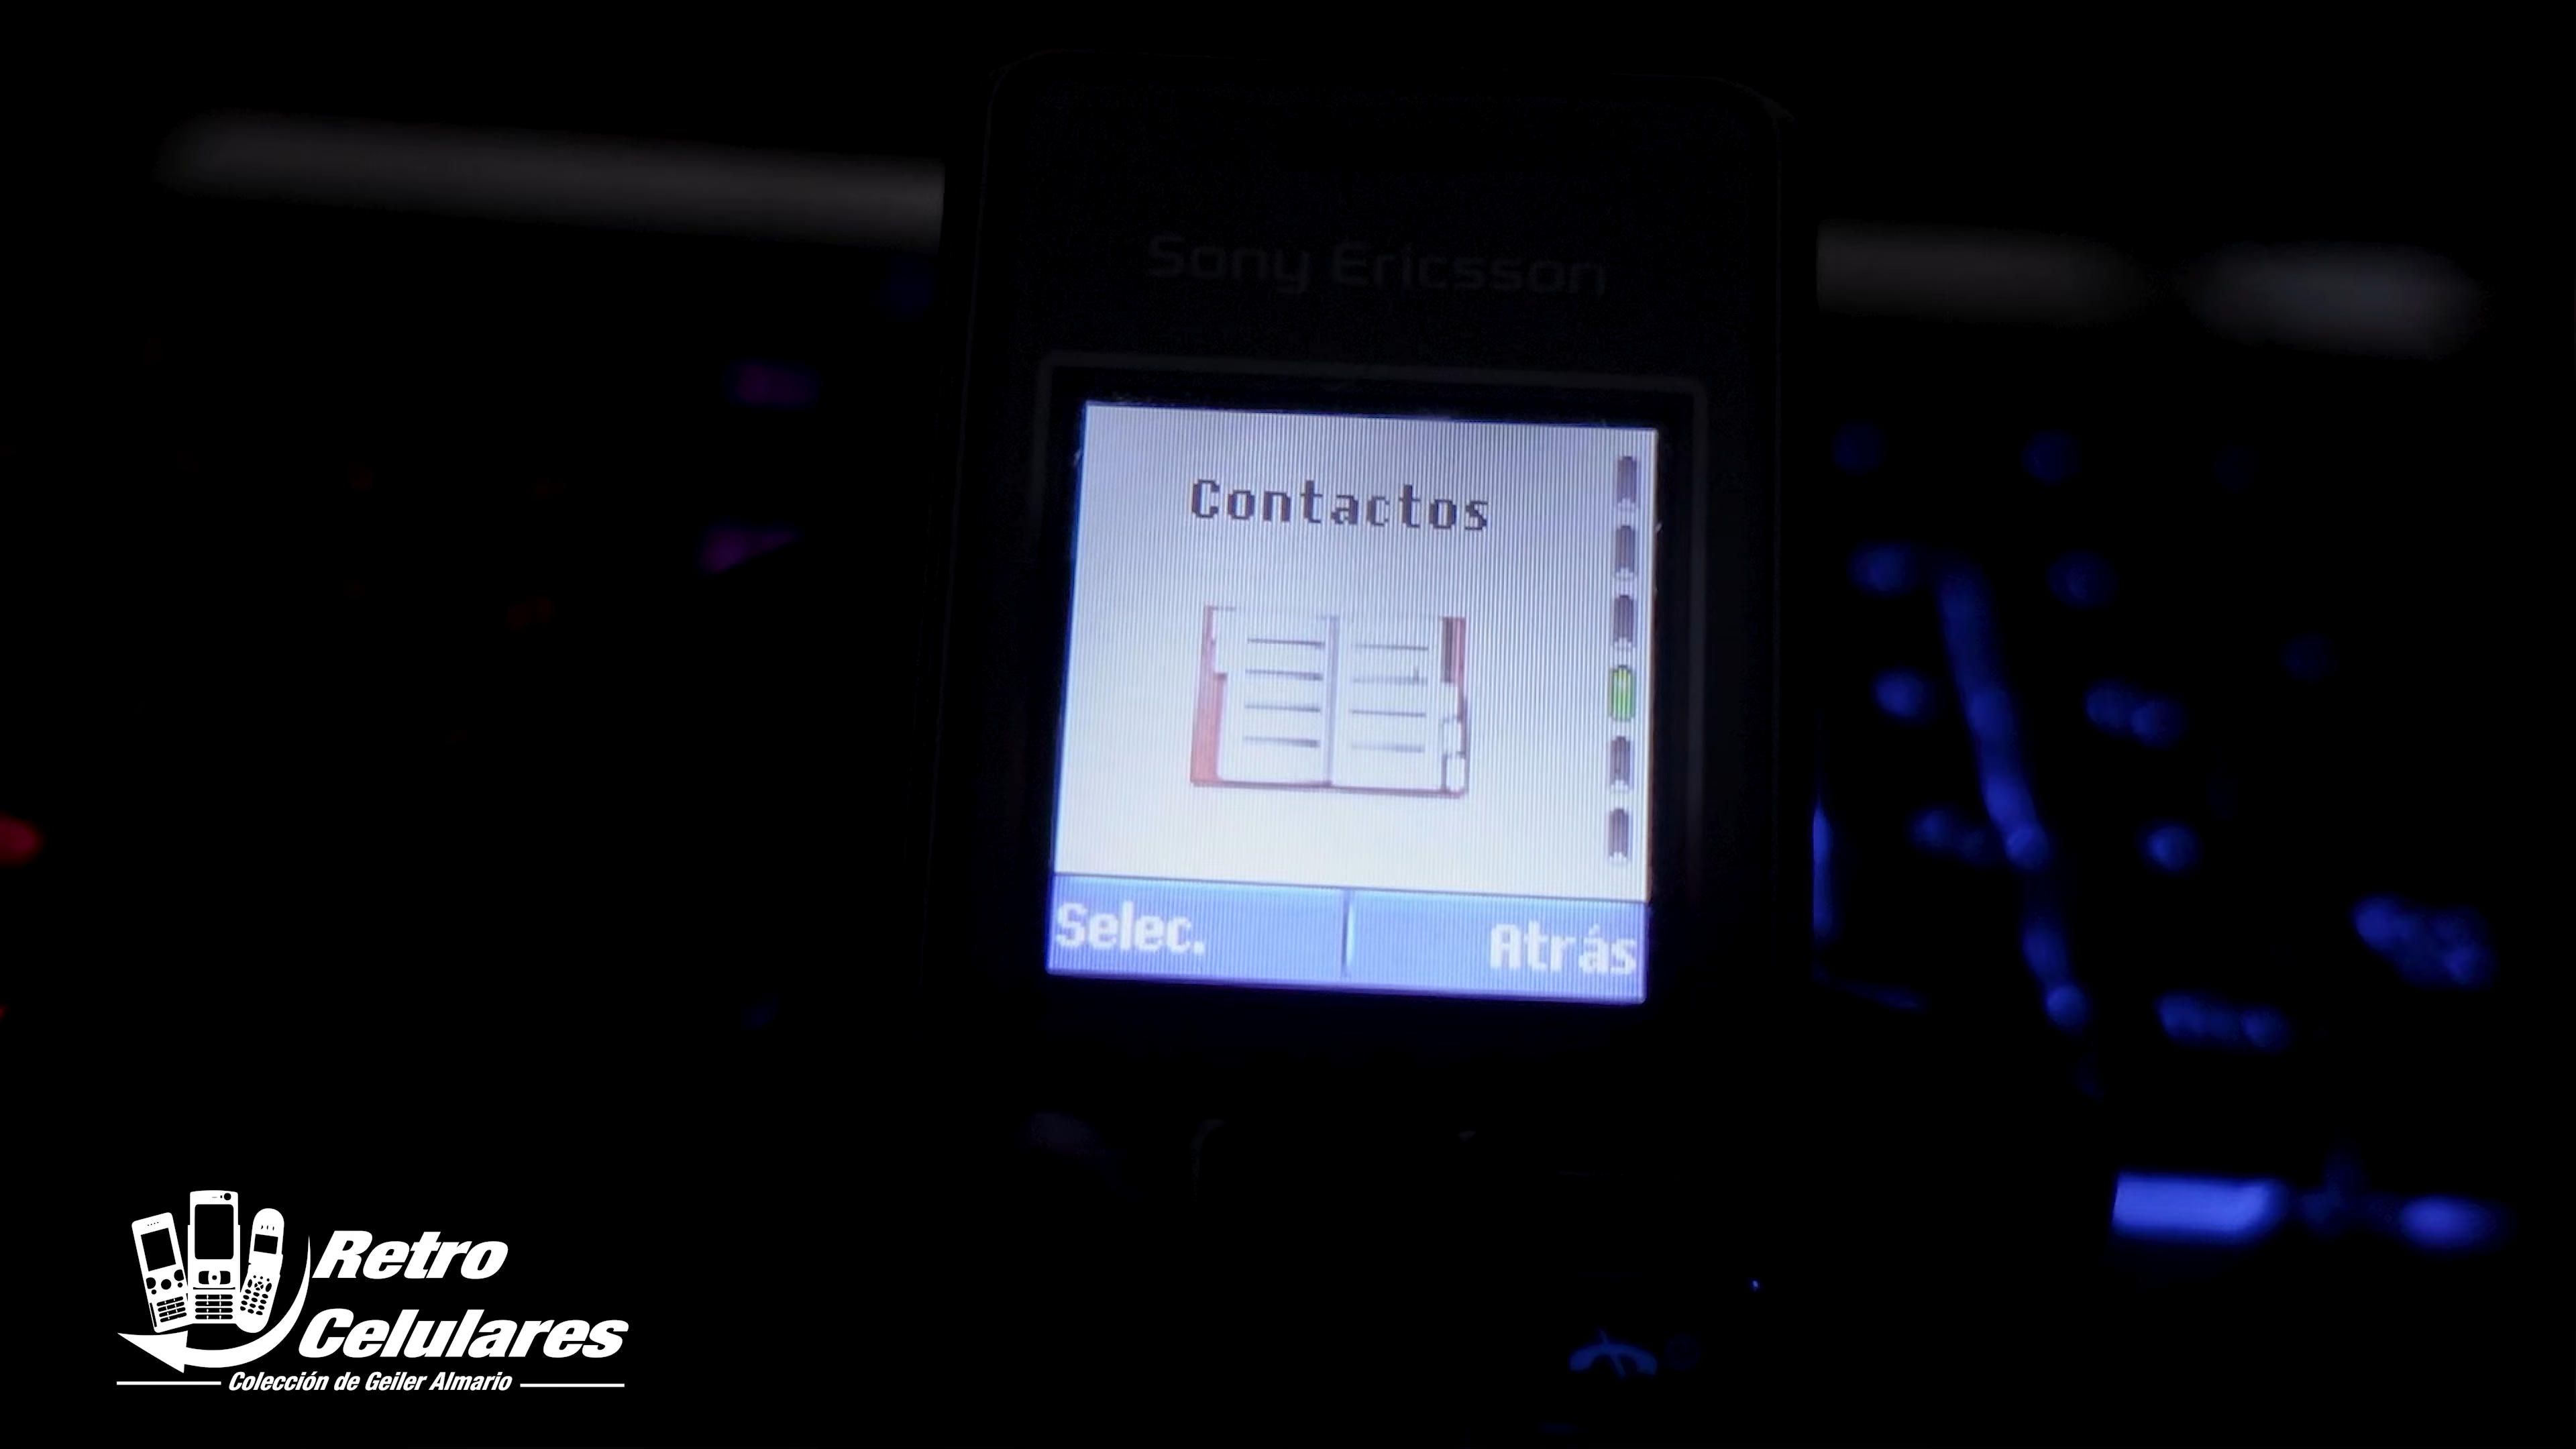 Sony Ericsson
Contactos
Selec. Atrás
Retro
Celulares
Colección de Geiler Almario